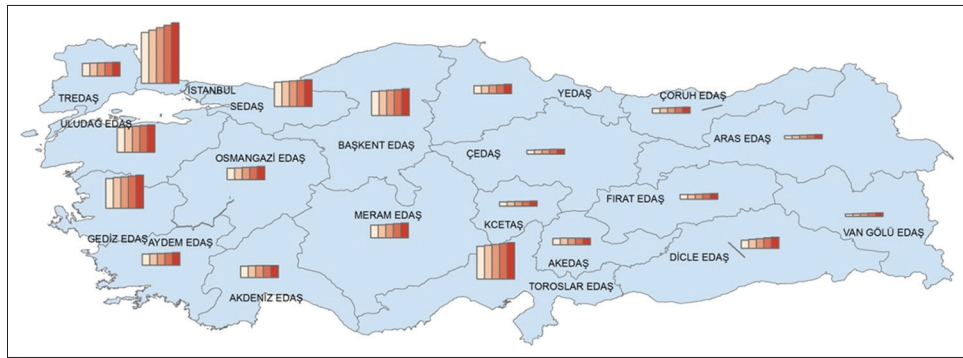 TREDAŞ
İSTANBUL
SEDAŞ
ULUDAĞ EDAŞ
YEDAŞ
ÇORUH EDAŞ
BAŞKENT EDAŞ
ÇEDAŞ
ARAS EDAŞ
OSMANGAZİ EDAŞ
FIRAT EDAŞ
MERAM EDAŞ
KCETAŞ
VAN GÖLÜ EDAŞ
GEDİZ EDAŞ
AYDEM EDAŞ
DİCLE EDAŞ
AKEDAŞ
TOROSLAR EDAŞ
AKDENİZ EDAŞ